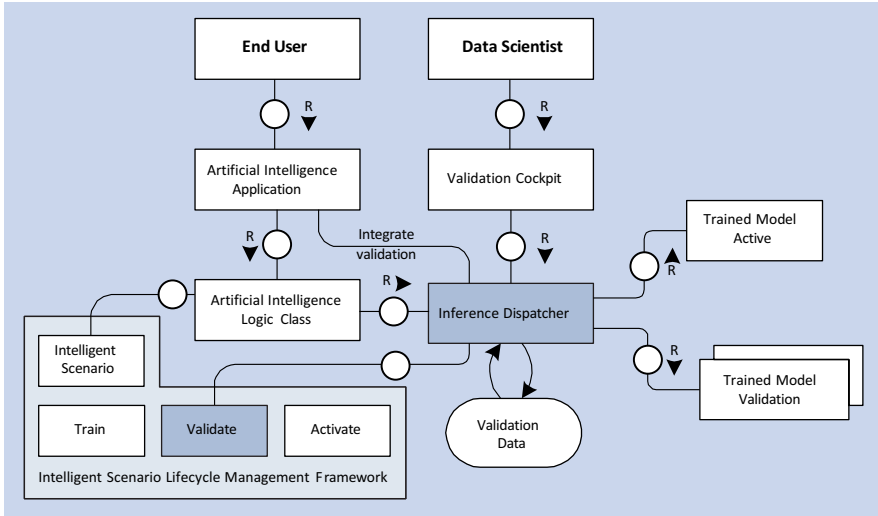 End User
Data Scientist
R
R
Artificial Intelligence
Application
Validation Cockpit
Integrate
validation
R
R
Trained Model
Active
R
R
Artificial Intelligence
Logic Class
Inference Dispatcher
Intelligent
Scenario
R
Trained Model
Validation
Train
Validate
Activate
Validation
Data
Intelligent Scenario Lifecycle Management Framework